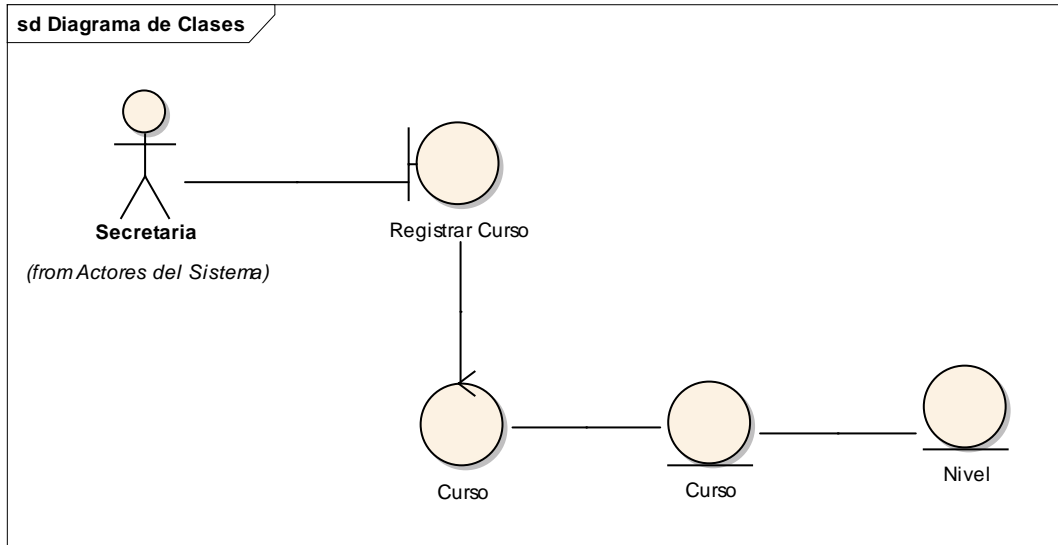 sd Diagrama de Clases
Secretaria
(from Actores del Sistema)
Registrar Curso
Curso
Curso
Nivel